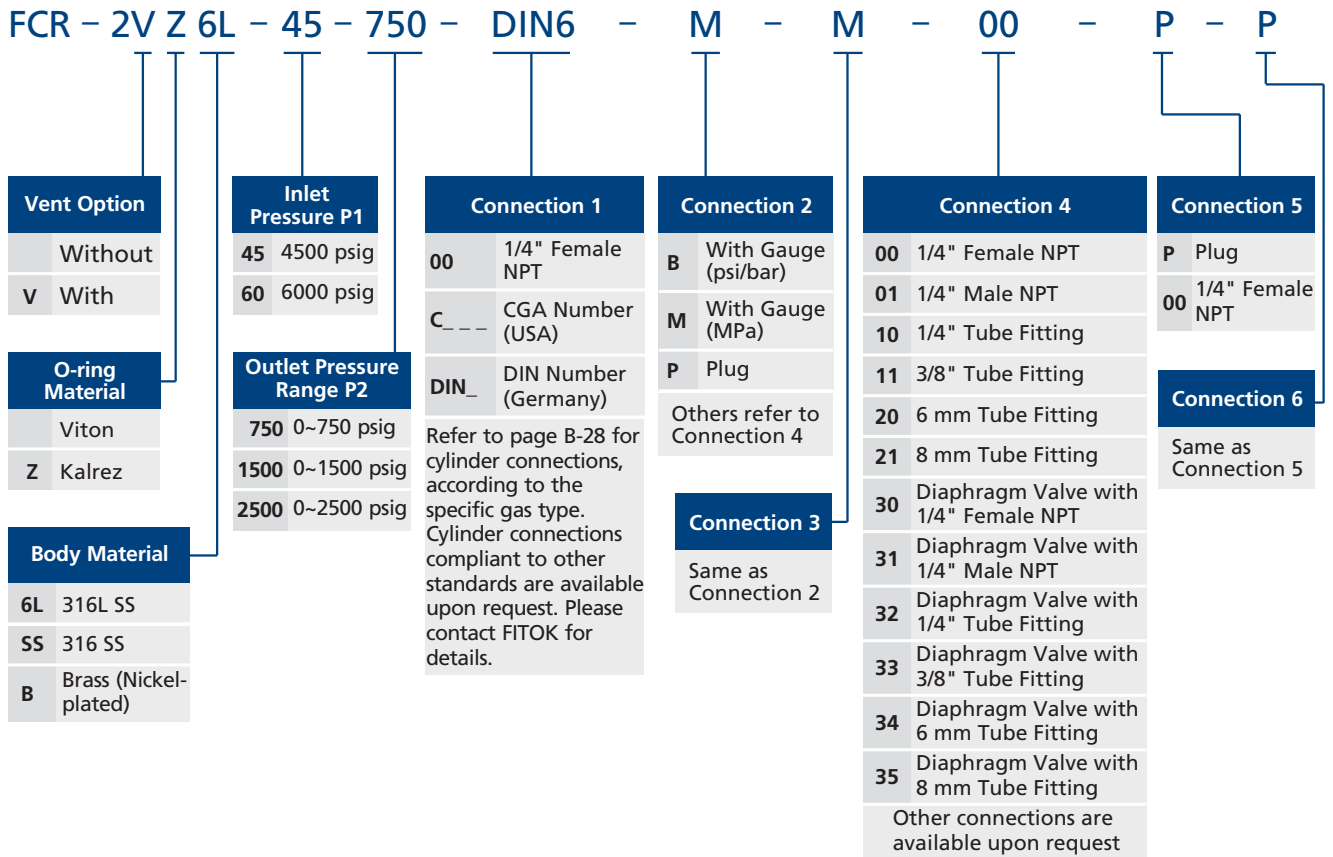 FCR – 2V Z 6L – 45 – 750 – DIN6 – M – M – 00 – P – P
Vent Option
Without
V With
O-ring
Material
Viton
Z Kalrez
Body Material
6L 316L SS
SS 316 SS
B Brass (Nickel-
plated)
Inlet
Pressure P1
45 4500 psig
60 6000 psig
Outlet Pressure
Range P2
750 0~750 psig
1500 0~1500 psig
2500 0~2500 psig
Connection 1
00 1/4" Female
NPT
C_ _ _ CGA Number
(USA)
DIN_ DIN Number
(Germany)
Refer to page B-28 for
cylinder connections,
according to the
specific gas type.
Cylinder connections
compliant to other
standards are available
upon request. Please
contact FITOK for
details.
Connection 2
B With Gauge
(psi/bar)
M With Gauge
(MPa)
P Plug
Others refer to
Connection 4
Connection 3
Same as
Connection 2
Connection 4
00 1/4" Female NPT
01 1/4" Male NPT
10 1/4" Tube Fitting
11 3/8" Tube Fitting
20 6 mm Tube Fitting
21 8 mm Tube Fitting
30 Diaphragm Valve with
1/4" Female NPT
31 Diaphragm Valve with
1/4" Male NPT
32 Diaphragm Valve with
1/4" Tube Fitting
33 Diaphragm Valve with
3/8" Tube Fitting
34 Diaphragm Valve with
6 mm Tube Fitting
35 Diaphragm Valve with
8 mm Tube Fitting
Other connections are
available upon request
Connection 5
P Plug
00 1/4" Female
NPT
Connection 6
Same as
Connection 5